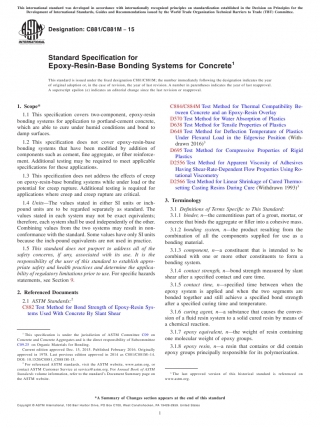 This international standard was developed in accordance with internationally recognized principles on standardization established in the Decision on Principles for the
Development of International Standards, Guides and Recommendations issued by the World Trade Organization Technical Barriers to Trade (TBT) Committee.
Designation: C881/C881M – 15
INTERNATIONAL
Standard Specification for
Epoxy-Resin-Base Bonding Systems for Concrete1
This standard is issued under the fixed designation C881/C881M; the number immediately following the designation indicates the year
of original adoption or, in the case of revision, the year of last revision. A number in parentheses indicates the year of last reapproval.
A superscript epsilon (ε) indicates an editorial change since the last revision or reapproval.
1. Scope*
1.1 This specification covers two-component, epoxy-resin
bonding systems for application to portland-cement concrete,
which are able to cure under humid conditions and bond to
damp surfaces.
1.2 This specification does not cover epoxy-resin-base
bonding systems that have been modified by addition of
components such as cement, fine aggregate, or fiber reinforce-
ment. Additional testing may be required to meet applicable
specifications for these applications.
1.3 This specification does not address the effects of creep
on epoxy-resin-base bonding systems while under load or the
potential for creep rupture. Additional testing is required for
applications where creep and creep rupture are critical.
1.4 Units—The values stated in either SI units or inch-
pound units are to be regarded separately as standard. The
values stated in each system may not be exact equivalents;
therefore, each system shall be used independently of the other.
Combining values from the two systems may result in non-
conformance with the standard. Some values have only SI units
because the inch-pound equivalents are not used in practice.
1.5 This standard does not purport to address all of the
safety concerns, if any, associated with its use. It is the
responsibility of the user of this standard to establish appro-
priate safety and health practices and determine the applica-
bility of regulatory limitations prior to use. For specific hazards
statements, see Section 9.
2. Referenced Documents
2.1 ASTM Standards:2
C882 Test Method for Bond Strength of Epoxy-Resin Sys-
tems Used With Concrete By Slant Shear
1 This specification is under the jurisdiction of ASTM Committee C09 on
Concrete and Concrete Aggregates and is the direct responsibility of Subcommittee
C09.25 on Organic Materials for Bonding.
Current edition approved Dec. 15, 2015. Published February 2016. Originally
approved in 1978. Last previous edition approved in 2014 as C881/C881M-14.
DOI: 10.1520/C0881_C0881M-15.
2 For referenced ASTM standards, visit the ASTM website, www.astm.org, or
contact ASTM Customer Service at service@astm.org. For Annual Book of ASTM
Standards volume information, refer to the standard's Document Summary page on
the ASTM website.
C884/C884M Test Method for Thermal Compatibility Be-
tween Concrete and an Epoxy-Resin Overlay
D570 Test Method for Water Absorption of Plastics
D638 Test Method for Tensile Properties of Plastics
D648 Test Method for Deflection Temperature of Plastics
Under Flexural Load in the Edgewise Position (With-
drawn 2016)3
D695 Test Method for Compressive Properties of Rigid
Plastics
D2556 Test Method for Apparent Viscosity of Adhesives
Having Shear-Rate-Dependent Flow Properties Using Ro-
tational Viscometry
D2566 Test Method for Linear Shrinkage of Cured Thermo-
setting Casting Resins During Cure (Withdrawn 1993)3
3. Terminology
3.1 Definitions of Terms Specific to This Standard:
3.1.1 binder, n—the cementitious part of a grout, mortar, or
concrete that binds the aggregate or filler into a cohesive mass.
3.1.2 bonding system, n—the product resulting from the
combination of all the components supplied for use as a
bonding material.
3.1.3 component, n—a constituent that is intended to be
combined with one or more other constituents to form a
bonding system.
3.1.4 contact strength, n—bond strength measured by slant
shear after a specified contact and cure time.
3.1.5 contact time, n—specified time between when the
epoxy system is applied and when the two segments are
bonded together and still achieve a specified bond strength
after a specified curing time and temperature.
3.1.6 curing agent, n—a substance that causes the conver-
sion of a fluid resin system to a solid cured resin by means of
a chemical reaction.
3.1.7 epoxy equivalent, n—the weight of resin containing
one molecular weight of epoxy groups.
3.1.8 epoxy resin, n—a resin that contains or did contain
epoxy groups principally responsible for its polymerization.
3 The last approved version of this historical standard is referenced on
www.astm.org.
*A Summary of Changes section appears at the end of this standard
Copyright © ASTM International, 100 Barr Harbor Drive, PO Box C700, West Conshohocken, PA 19428-2959. United States
1